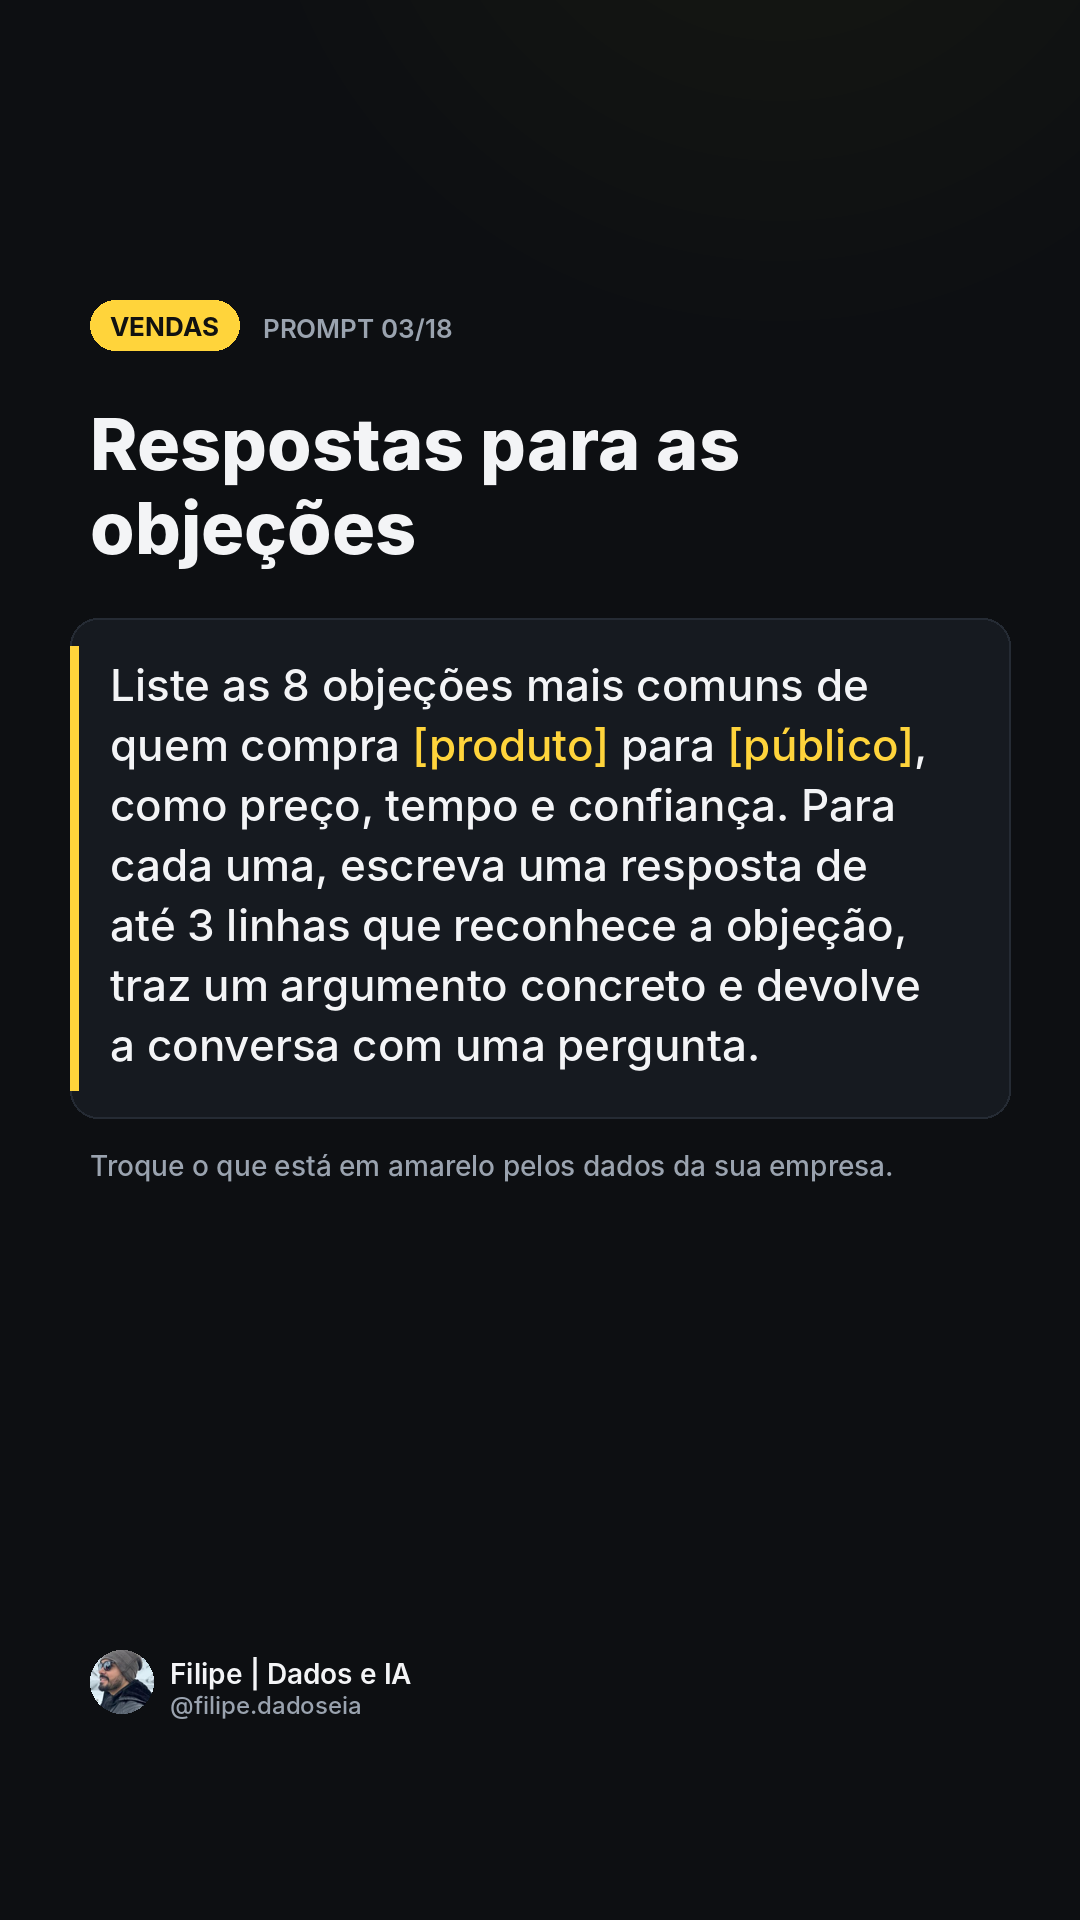 VENDAS
PROMPT 03/18
Respostas para as
objeções
Liste as 8 objeções mais comuns de
quem compra [produto] para [público],
como preço, tempo e confiança. Para
cada uma, escreva uma resposta de
até 3 linhas que reconhece a objeção,
traz um argumento concreto e devolve
a conversa com uma pergunta.
Troque o que está em amarelo pelos dados da sua empresa.
Filipe | Dados e IA
@filipe.dadoseia